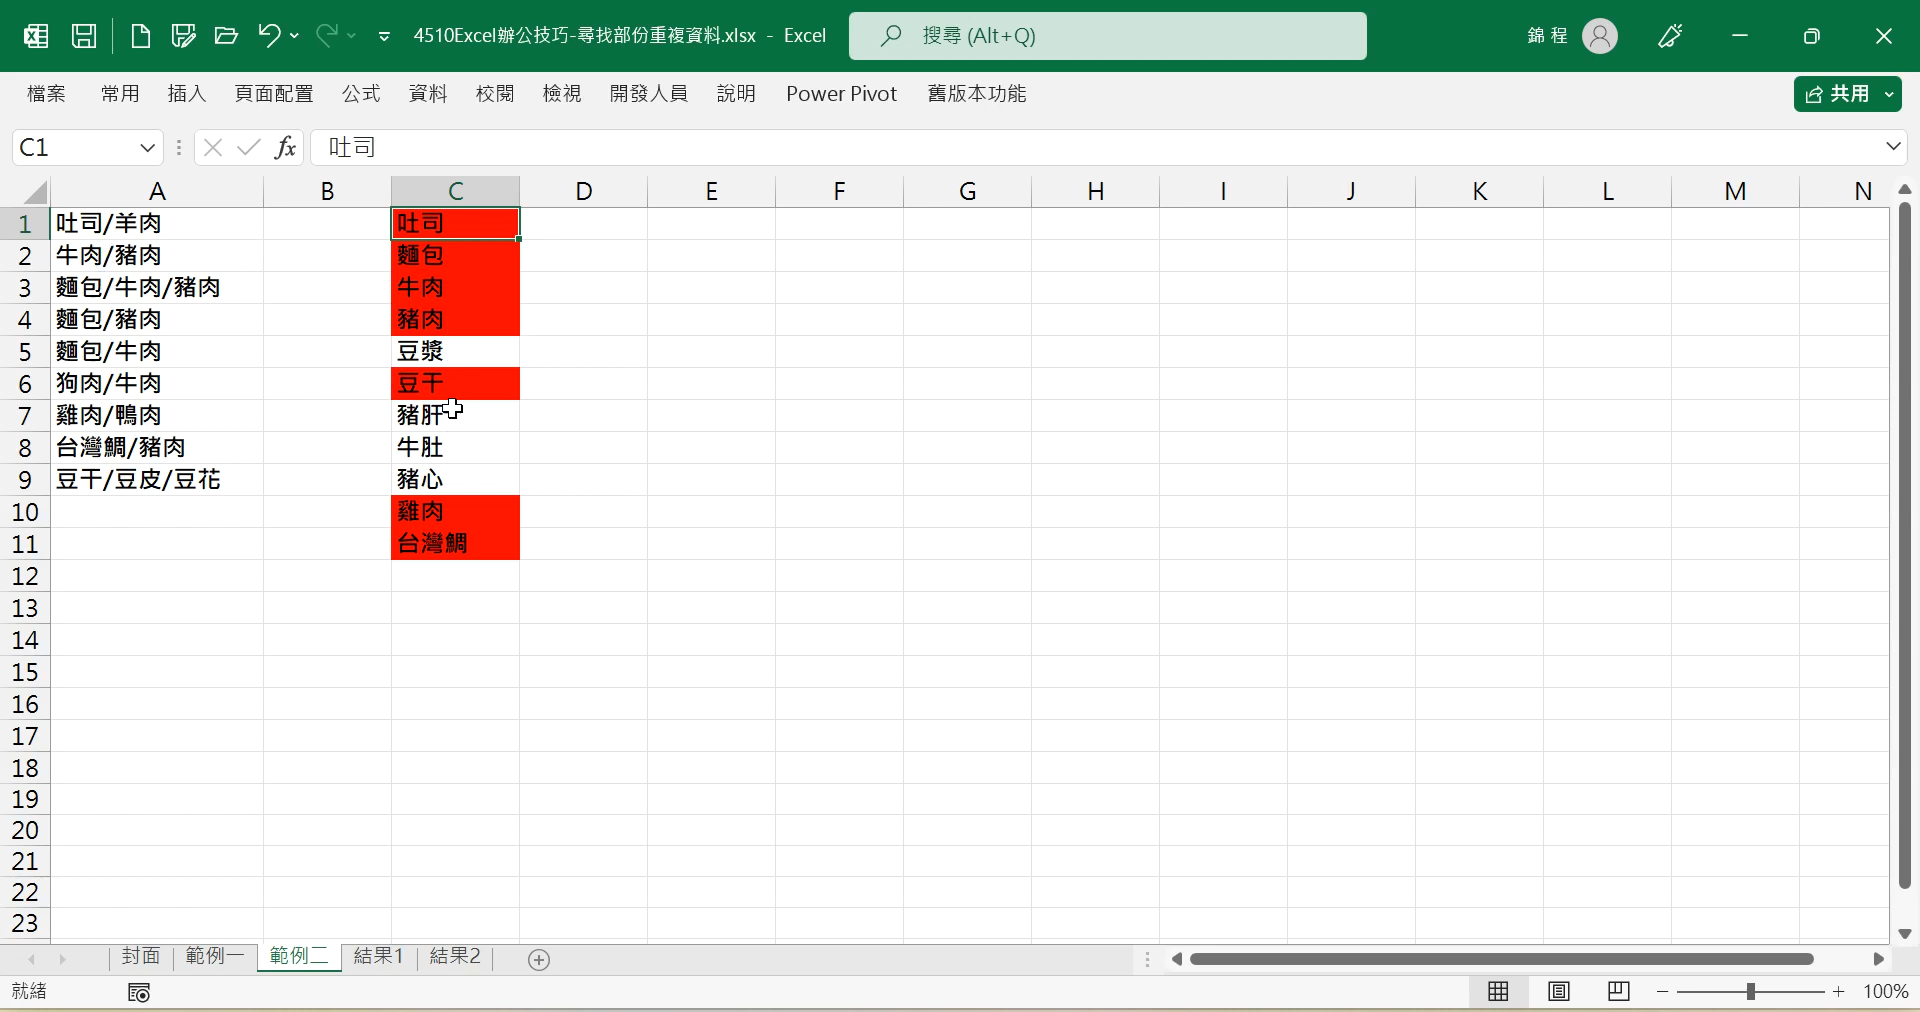 4510Excel辦公技巧-尋找部份重複資料.xlsx - Excel 搜尋 (Alt+Q) 錦 程
檔案 常用 插入 頁面配置 公式 資料 校閱 檢視 開發人員 說明 Power Pivot 舊版本功能 共用
C1 fx 吐司
A B C D E F G H I J K L M N
1 吐司/羊肉 吐司
2 牛肉/豬肉 麵包
3 麵包/牛肉/豬肉 牛肉
4 麵包/豬肉 豬肉
5 麵包/牛肉 豆漿
6 狗肉/牛肉 豆干
7 雞肉/鴨肉 豬肝
8 台灣鯛/豬肉 牛肚
9 豆干/豆皮/豆花 豬心
10 雞肉
11 台灣鯛
12
13
14
15
16
17
18
19
20
21
22
23
封面 範例一 範例二 結果1 結果2
就緒 100%